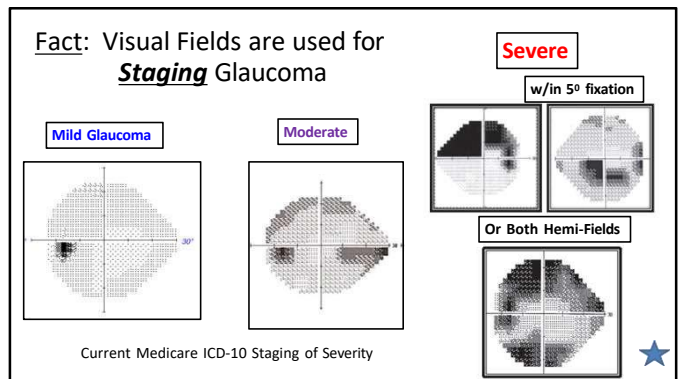 Fact: Visual Fields are used for
Staging Glaucoma
Mild Glaucoma
Moderate
Severe
w/in 5⁰ fixation
Or Both Hemi-Fields
30°
30
Current Medicare ICD-10 Staging of Severity